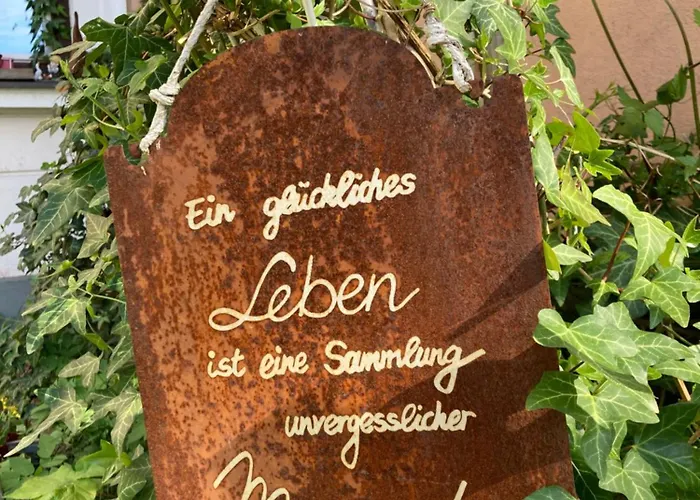 Ein glückliches
Leben
ist eine Sammlung
unvergesslicher